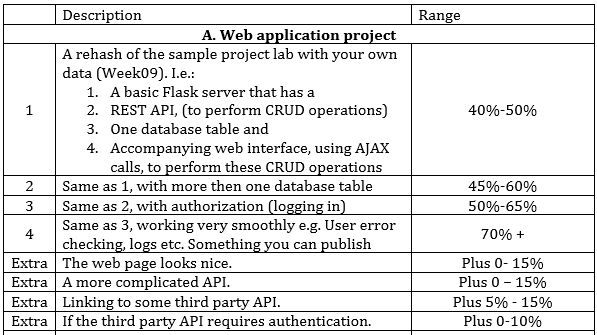 Description Range
A. Web application project
A rehash of the sample project lab with your own
data (Week09). I.e.:
1. A basic Flask server that has a
2. REST API, (to perform CRUD operations)
3. One database table and
4. Accompanying web interface, using AJAX
calls, to perform these CRUD operations
1 40%-50%
2 Same as 1, with more then one database table 45%-60%
3 Same as 2, with authorization (logging in) 50%-65%
4 Same as 3, working very smoothly e.g. User error
checking, logs etc. Something you can publish 70% +
Extra The web page looks nice. Plus 0- 15%
Extra A more complicated API. Plus 0 – 15%
Extra Linking to some third party API. Plus 5% - 15%
Extra If the third party API requires authentication. Plus 0-10%